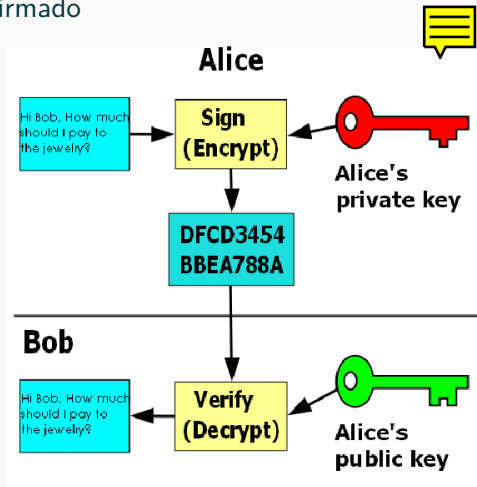 irmado
Alice
Hi Bob, How much
should I pay to
the jewelry?
Sign
(Encrypt)
Alice's
private key
DFCD3454
BBEA788A
Bob
Hi Bob, How much
should I pay to
the jewelry?
Verify
(Decrypt)
Alice's
public key